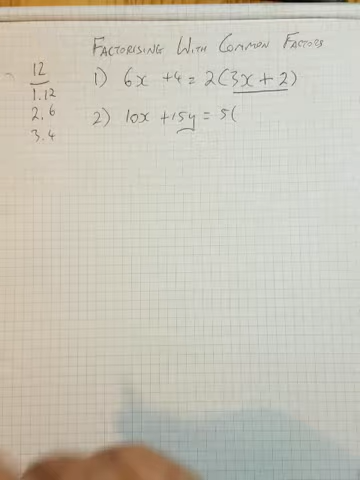 FACTORISING WITH COMMON FACTORS
12
1.12
2.6
3.4
1) 6x + 4 = 2(3x + 2)
2) 10x + 15y = 5(